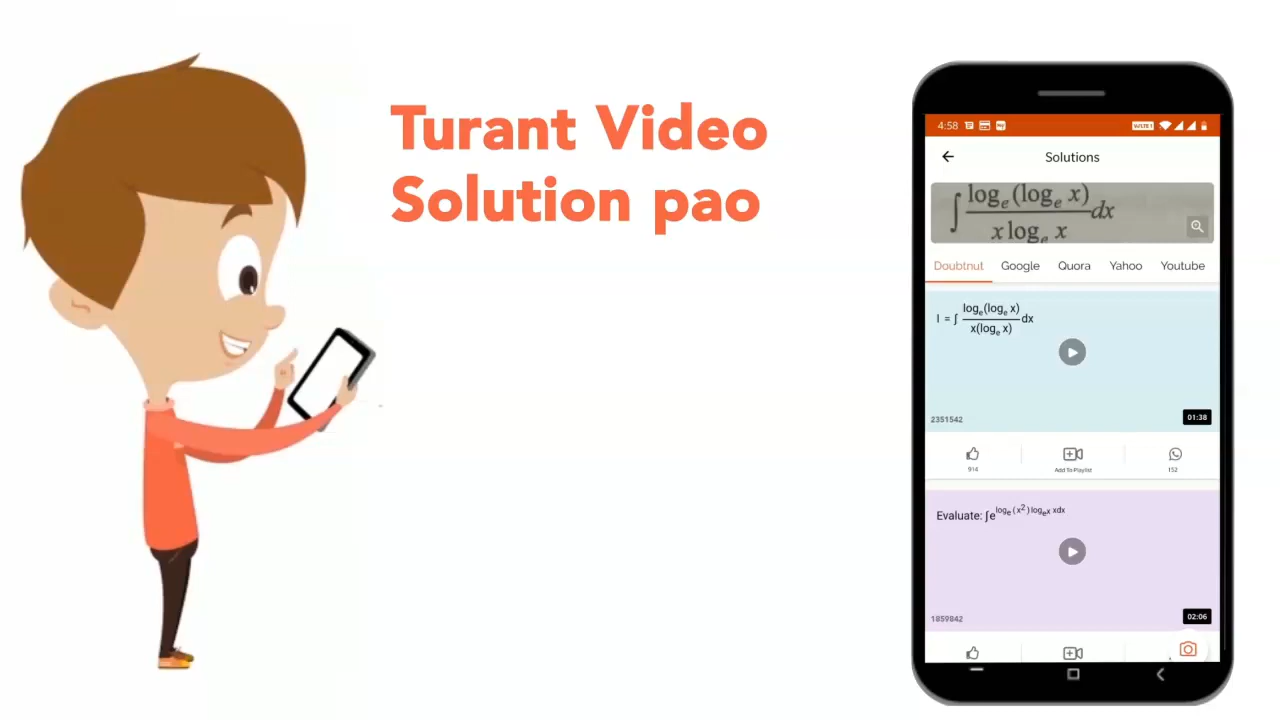 Turant Video
Solution pao
4:58
VoLTE1
Solutions
∫ logₑ(logₑ x) / x logₑ x dx
Doubtnut Google Quora Yahoo Youtube
I = ∫ logₑ(logₑ x) / x(logₑ x) dx
2351542 01:38
914 Add To Playlist 152
Evaluate: ∫e^logₑ(x²)logₑx xdx
1859842 02:06